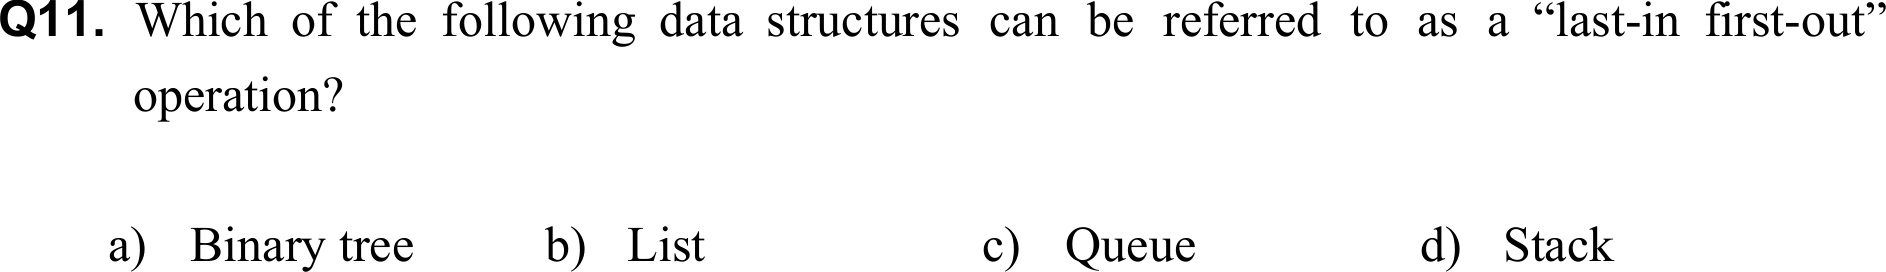 Q11. Which of the following data structures can be referred to as a “last-in first-out”
operation?
a) Binary tree b) List c) Queue d) Stack